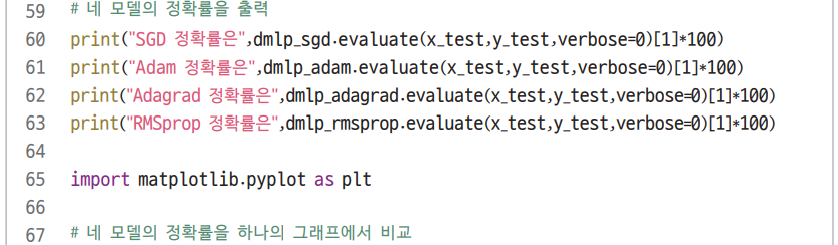 59 # 네 모델의 정확률을 출력
60 print("SGD 정확률은",dmlp_sgd.evaluate(x_test,y_test,verbose=0)[1]*100)
61 print("Adam 정확률은",dmlp_adam.evaluate(x_test,y_test,verbose=0)[1]*100)
62 print("Adagrad 정확률은",dmlp_adagrad.evaluate(x_test,y_test,verbose=0)[1]*100)
63 print("RMSprop 정확률은",dmlp_rmsprop.evaluate(x_test,y_test,verbose=0)[1]*100)
64
65 import matplotlib.pyplot as plt
66
67 # 네 모델의 정확률을 하나의 그래프에서 비교